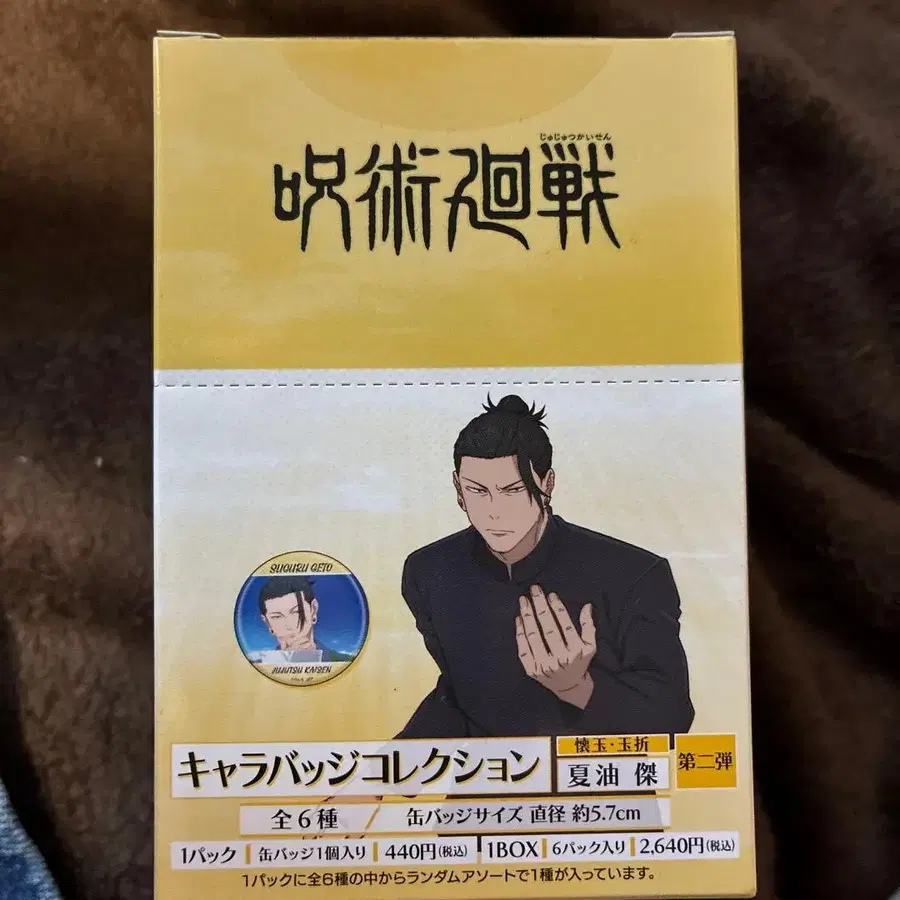 じゅじゅつかいせん
呪術廻戦
SUGURU GETO
JUJUTSU KAISEN
キャラバッジコレクション
懐玉・玉折
夏油 傑
第二弾
全6種 / 缶バッジサイズ 直径 約5.7cm
1パック 缶バッジ1個入り 440円(税込) 1BOX 6パック入り 2,640円(税込)
1パックに全6種の中からランダムアソートで1種が入っています。